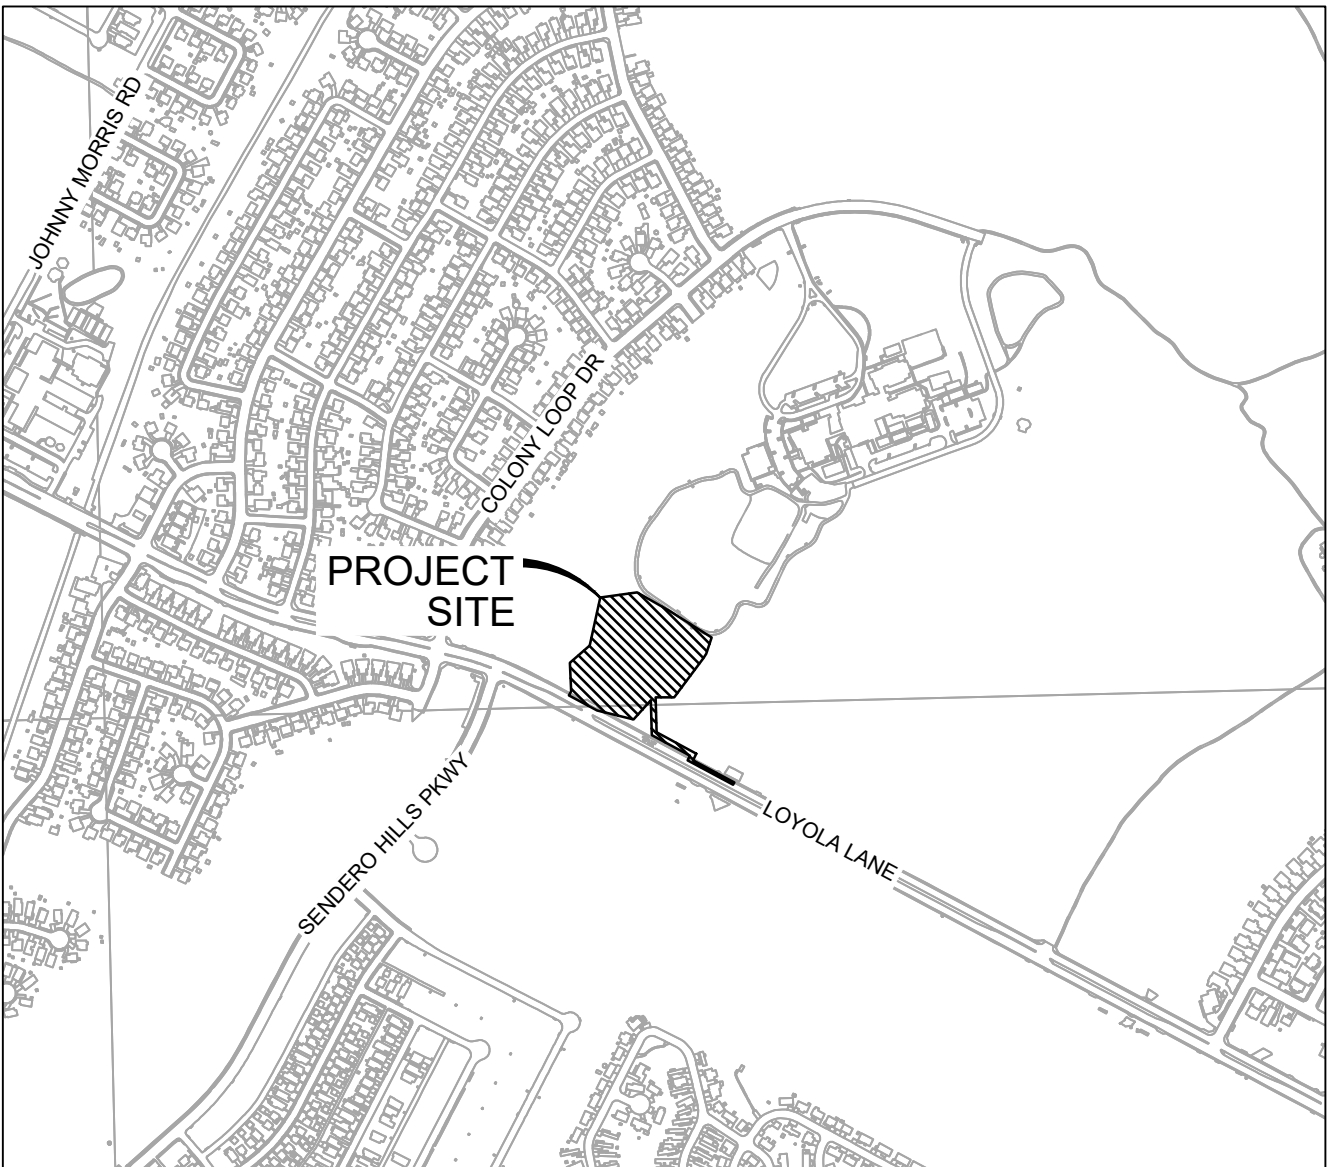 JOHNNY MORRIS RD
COLONY LOOP DR
PROJECT
SITE
SENDERO HILLS PKWY
LOYOLA LANE